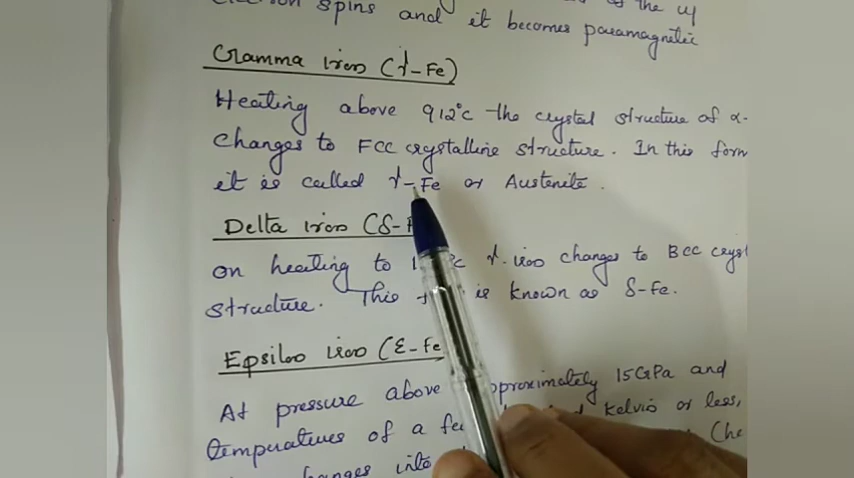 spins and it becomes paramagnetic
Gamma iron (γ-Fe)
Heating above 912°c the crystal structure of α-
changes to FCC crystalline structure. In this form
it is called γ-Fe or Austenite.
Delta iron (δ-
on heating to γ-iron changes to BCC
structure. This is known as δ-Fe.
Epsilon iron (ε-Fe
At pressure above 15GPa and
temperatures of a kelvin or less,
changes into